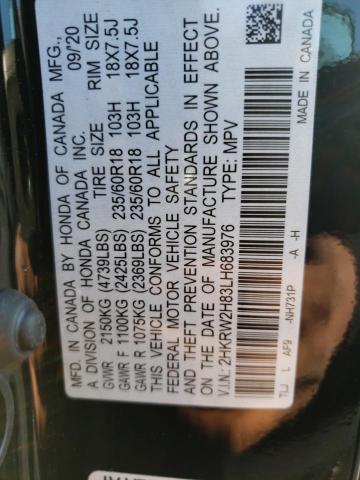 MFD. IN CANADA BY HONDA OF CANADA MFG.,
A DIVISION OF HONDA CANADA INC. 09/20
TIRE SIZE RIM SIZE
GVWR 2150KG (4739LBS)
GAWR F 1100KG (2425LBS) 235/60R18 103H 18X7.5J
GAWR R 1075KG (2369LBS) 235/60R18 103H 18X7.5J
THIS VEHICLE CONFORMS TO ALL APPLICABLE
FEDERAL MOTOR VEHICLE SAFETY
AND THEFT PREVENTION STANDARDS IN EFFECT
ON THE DATE OF MANUFACTURE SHOWN ABOVE.
V.I.N.: 2HKRW2H83LH683976 TYPE: MPV
TLJ L AF9 -NH731P -A -H